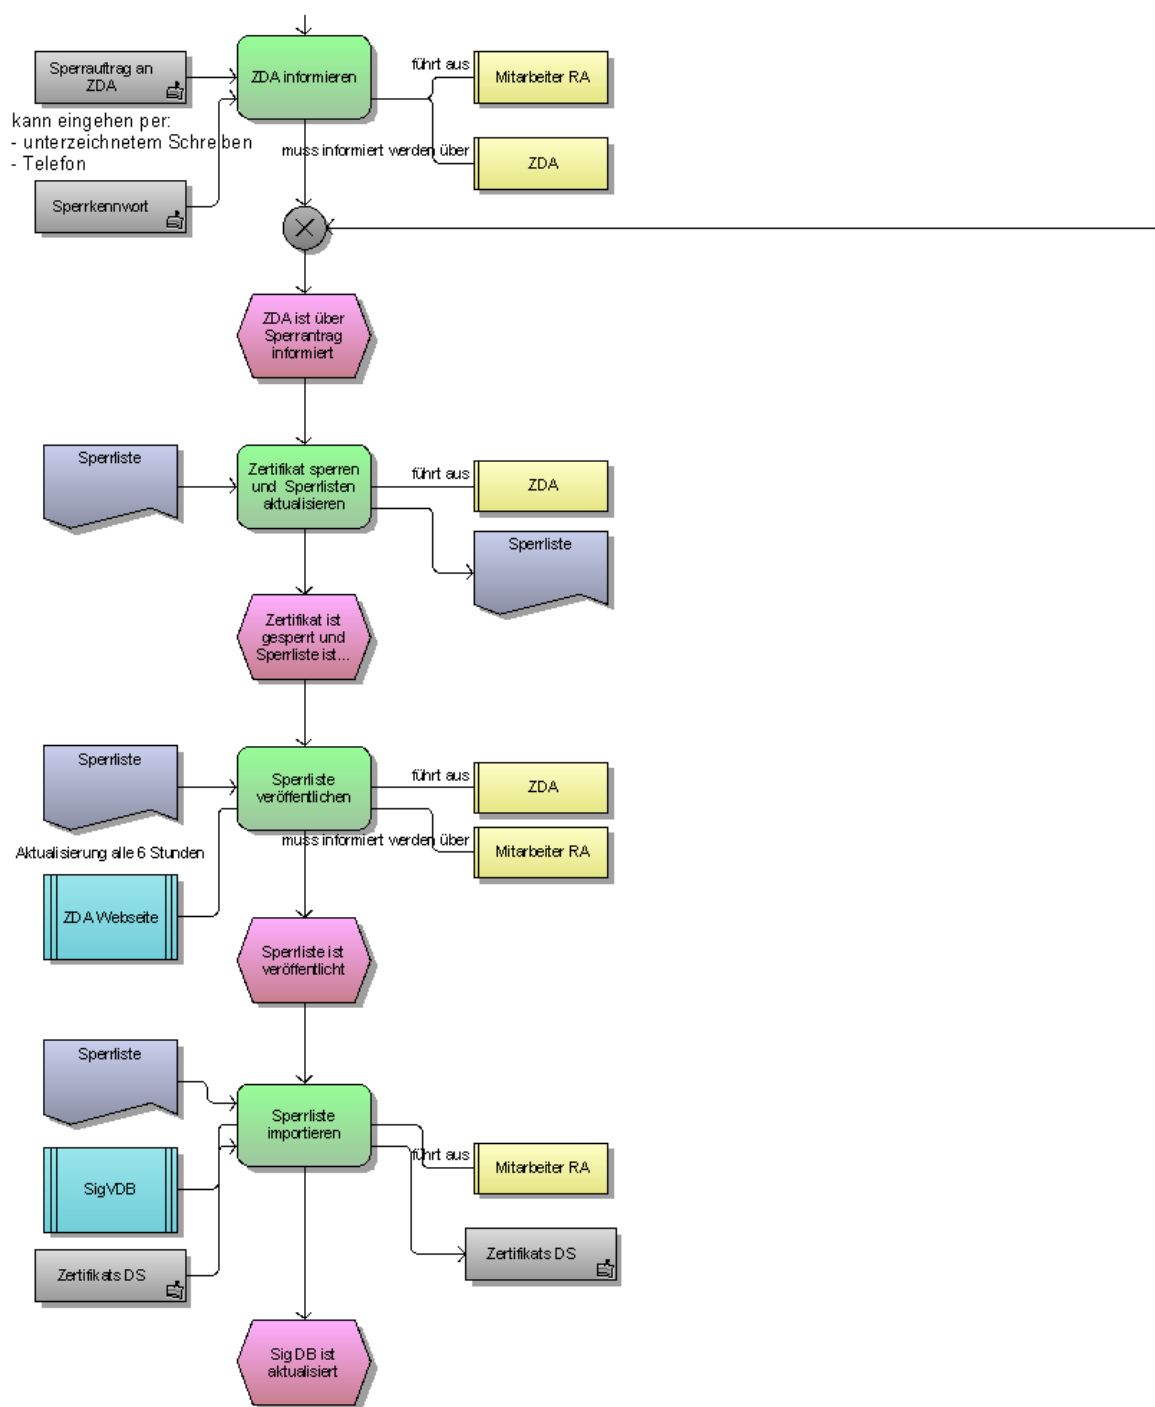 Sperrauftrag an
ZDA
ZDA informieren
führt aus
Mitarbeiter RA
kann eingehen per:
- unterzeichnetem Schreiben
- Telefon
muss informiert werden über
ZDA
Sperrkennwort
ZDA ist über
Sperrantrag
informiert
Sperrliste
Zertifikat sperren
und Sperrlisten
aktualisieren
führt aus
ZDA
Sperrliste
Zertifikat ist
gesperrt und
Sperrliste ist...
Sperrliste
Sperrliste
veröffentlichen
führt aus
ZDA
muss informiert werden über
Mitarbeiter RA
Aktualisierung alle 6 Stunden
ZDA Webseite
Sperrliste ist
veröffentlicht
Sperrliste
Sperrliste
importieren
führt aus
Mitarbeiter RA
SigVDB
Zertifikats DS
Zertifikats DS
SigDB ist
aktualisiert